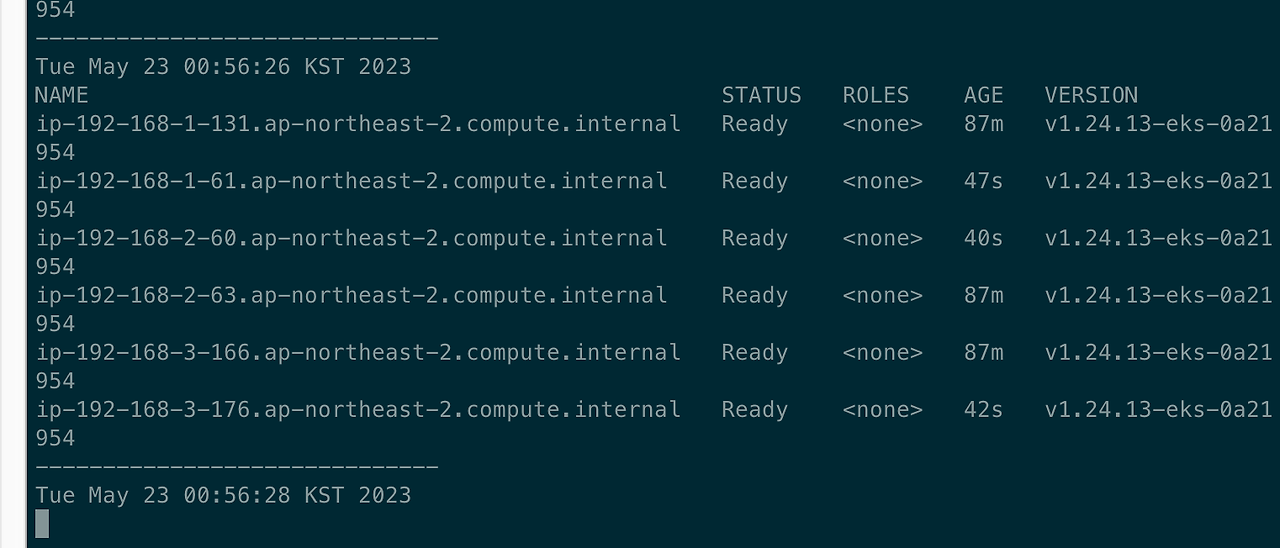 954
------------------------------
Tue May 23 00:56:26 KST 2023
NAME                                               STATUS   ROLES    AGE   VERSION
ip-192-168-1-131.ap-northeast-2.compute.internal   Ready    <none>   87m   v1.24.13-eks-0a21
954
ip-192-168-1-61.ap-northeast-2.compute.internal    Ready    <none>   47s   v1.24.13-eks-0a21
954
ip-192-168-2-60.ap-northeast-2.compute.internal    Ready    <none>   40s   v1.24.13-eks-0a21
954
ip-192-168-2-63.ap-northeast-2.compute.internal    Ready    <none>   87m   v1.24.13-eks-0a21
954
ip-192-168-3-166.ap-northeast-2.compute.internal   Ready    <none>   87m   v1.24.13-eks-0a21
954
ip-192-168-3-176.ap-northeast-2.compute.internal   Ready    <none>   42s   v1.24.13-eks-0a21
954
------------------------------
Tue May 23 00:56:28 KST 2023